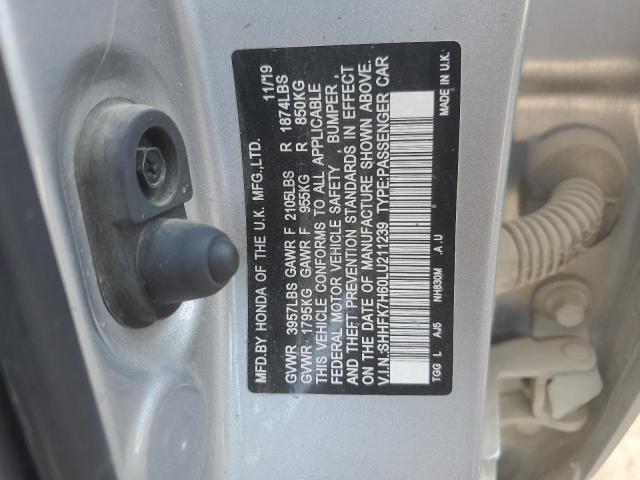 MFD.BY HONDA OF THE U.K. MFG.,LTD. 11/19
GVWR 3957LBS GAWR F 2105LBS R 1874LBS
GVWR 1795KG GAWR F 955KG R 850KG
THIS VEHICLE CONFORMS TO ALL APPLICABLE
FEDERAL MOTOR VEHICLE SAFETY , BUMPER ,
AND THEFT PREVENTION STANDARDS IN EFFECT
ON THE DATE OF MANUFACTURE SHOWN ABOVE.
V.I.N.:SHHFK7H60LU211239 TYPE:PASSENGER CAR
TGG L AJ5 NH830M .A.U MADE IN U.K.